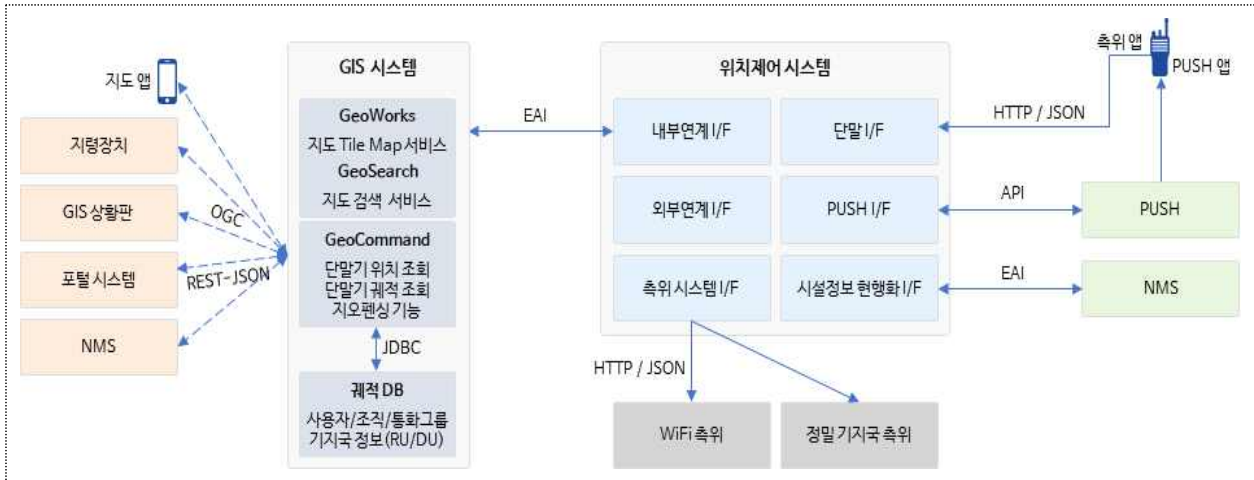 지도 앱
지령장치
GIS 상황판
포털 시스템
NMS
OGC
REST-JSON
GIS 시스템
GeoWorks
지도 Tile Map 서비스
GeoSearch
지도 검색 서비스
GeoCommand
단말기 위치 조회
단말기 궤적 조회
지오펜싱 기능
JDBC
궤적 DB
사용자/조직/통화그룹
기지국 정보(RU/DU)
EAI
위치제어 시스템
내부연계 I/F
단말 I/F
외부연계 I/F
PUSH I/F
측위 시스템 I/F
시설정보 현행화 I/F
HTTP / JSON
WiFi 측위
정밀 기지국 측위
측위 앱
PUSH 앱
HTTP / JSON
API
PUSH
EAI
NMS